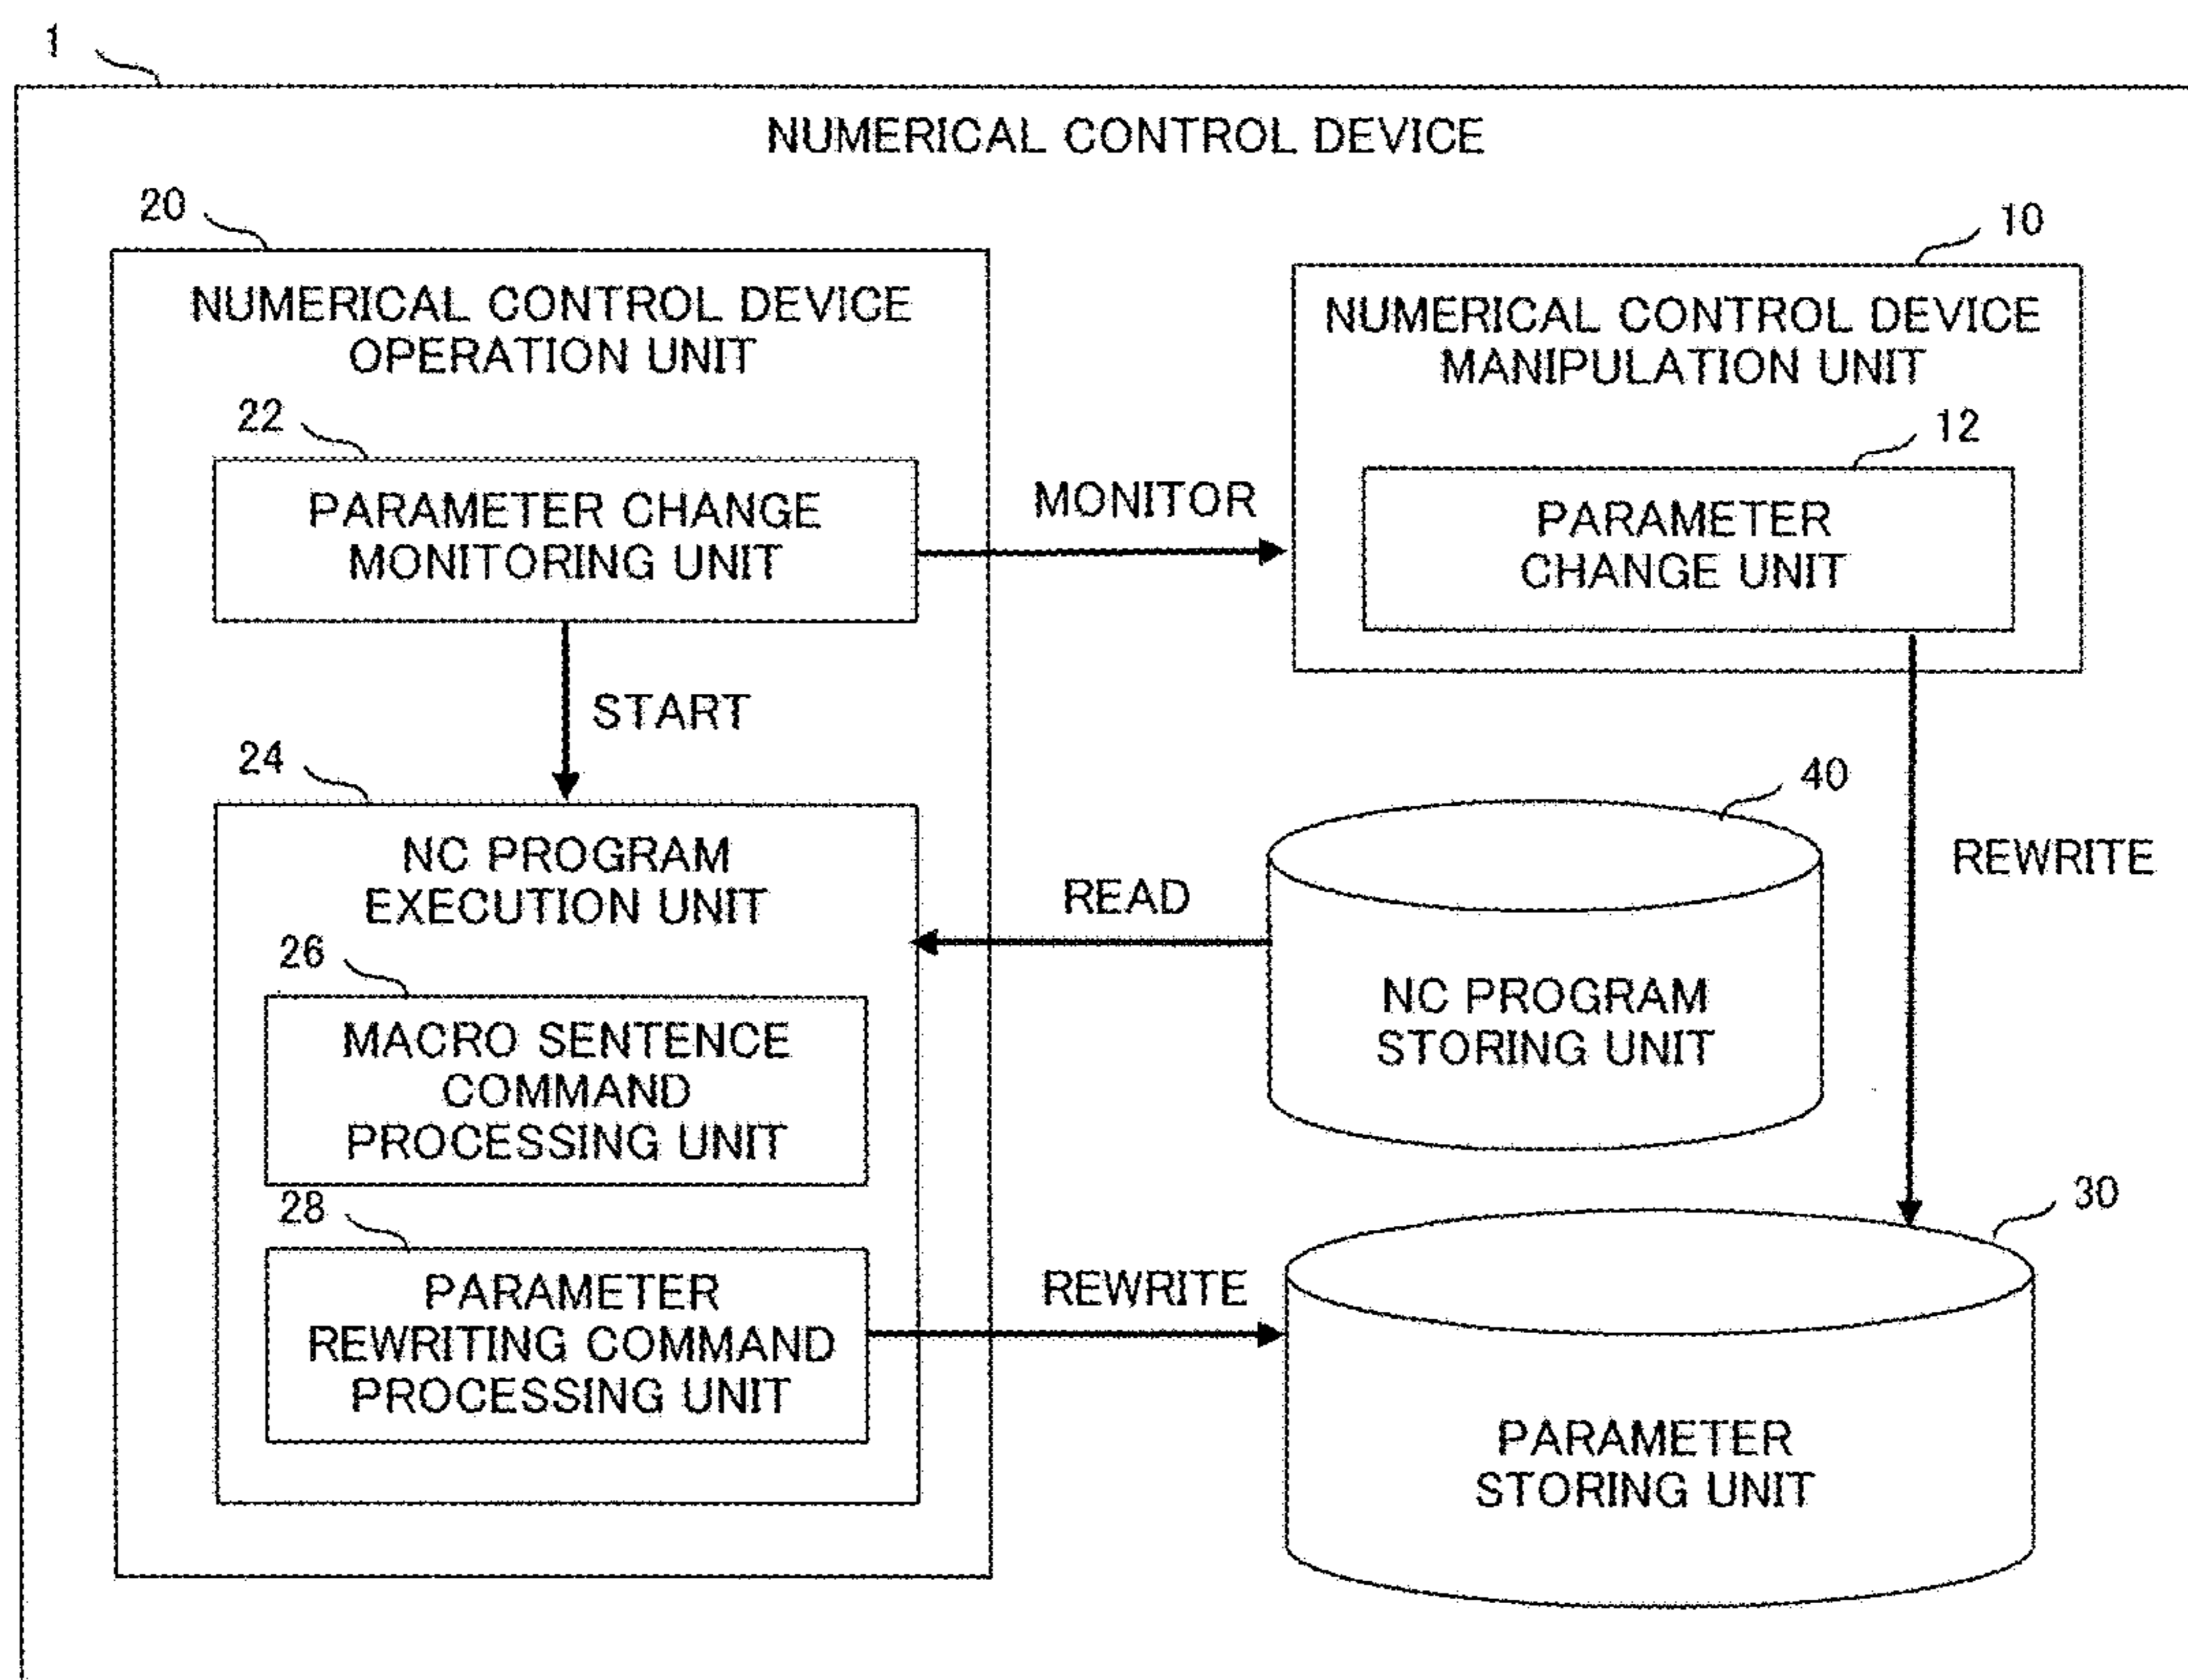 1
NUMERICAL CONTROL DEVICE
20
NUMERICAL CONTROL DEVICE
OPERATION UNIT
22
PARAMETER CHANGE
MONITORING UNIT
MONITOR
10
NUMERICAL CONTROL DEVICE
MANIPULATION UNIT
12
PARAMETER
CHANGE UNIT
START
24
NC PROGRAM
EXECUTION UNIT
READ
40
NC PROGRAM
STORING UNIT
REWRITE
26
MACRO SENTENCE
COMMAND
PROCESSING UNIT
28
PARAMETER
REWRITING COMMAND
PROCESSING UNIT
REWRITE
30
PARAMETER
STORING UNIT